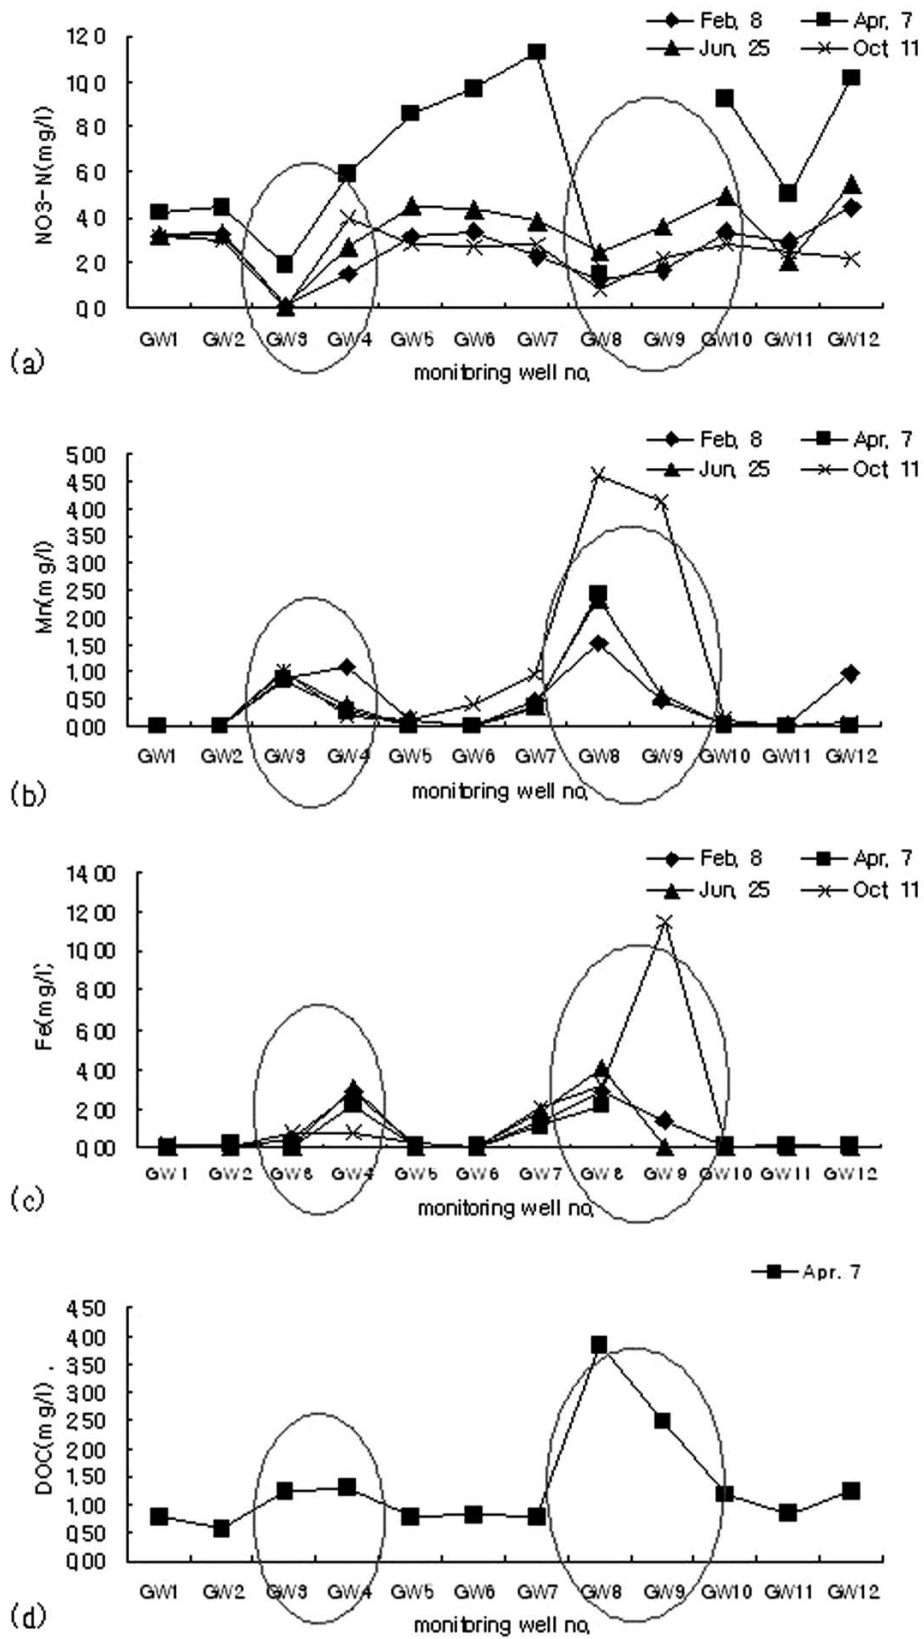 Feb, 8 Apr, 7
Jun, 25 Oct, 11
12.0
10.0
8.0
6.0
4.0
2.0
0.0
NO3-N(mg/l)
GW1 GW2 GW3 GW4 GW5 GW6 GW7 GW8 GW9 GW10 GW11 GW12
monitoring well no,
(a)
Feb, 8 Apr, 7
Jun, 25 Oct, 11
5,00
4,50
4,00
3,50
3,00
2,50
2,00
1,50
1,00
0,50
0,00
Mn(mg/l)
GW1 GW2 GW3 GW4 GW5 GW6 GW7 GW8 GW9 GW10 GW11 GW12
monitoring well no,
(b)
Feb, 8 Apr, 7
Jun, 25 Oct, 11
14,00
12,00
10,00
8,00
6,00
4,00
2,00
0,00
Fe(mg/l)
GW1 GW2 GW3 GW4 GW5 GW6 GW7 GW8 GW9 GW10 GW11 GW12
monitoring well no,
(c)
Apr. 7
4,50
4,00
3,50
3,00
2,50
2,00
1,50
1,00
0,50
0,00
DOC(mg/l) .
GW1 GW2 GW3 GW4 GW5 GW6 GW7 GW8 GW9 GW10 GW11 GW12
monitoring well no,
(d)